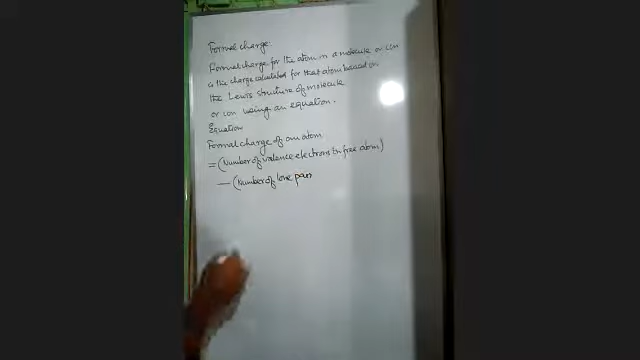 Formal charge:
Formal charge for the atom in a molecule or ion
is the charge calculated for that atom based on
the Lewis structure of molecule
or ion using an equation.
Equation
Formal charge of an atom
= (Number of valence electrons in free atom)
— (Number of lone pair